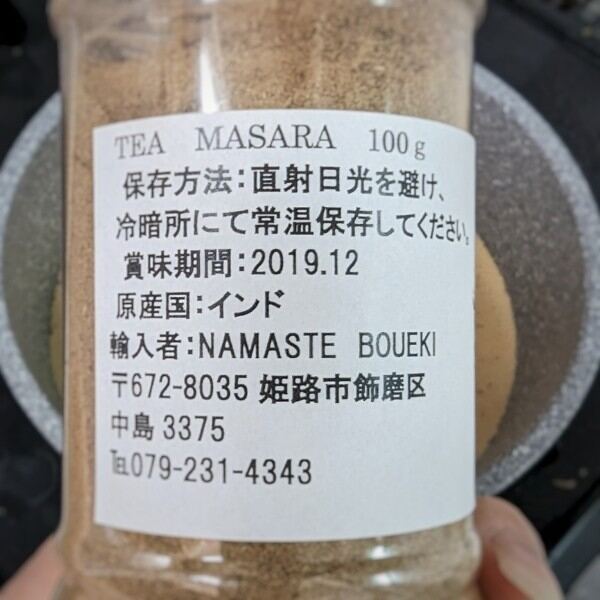 TEA MASARA 100g
保存方法:直射日光を避け、
冷暗所にて常温保存してください。
賞味期間:2019.12
原産国:インド
輸入者:NAMASTE BOUEKI
〒672-8035 姫路市飾磨区
中島 3375
℡079-231-4343